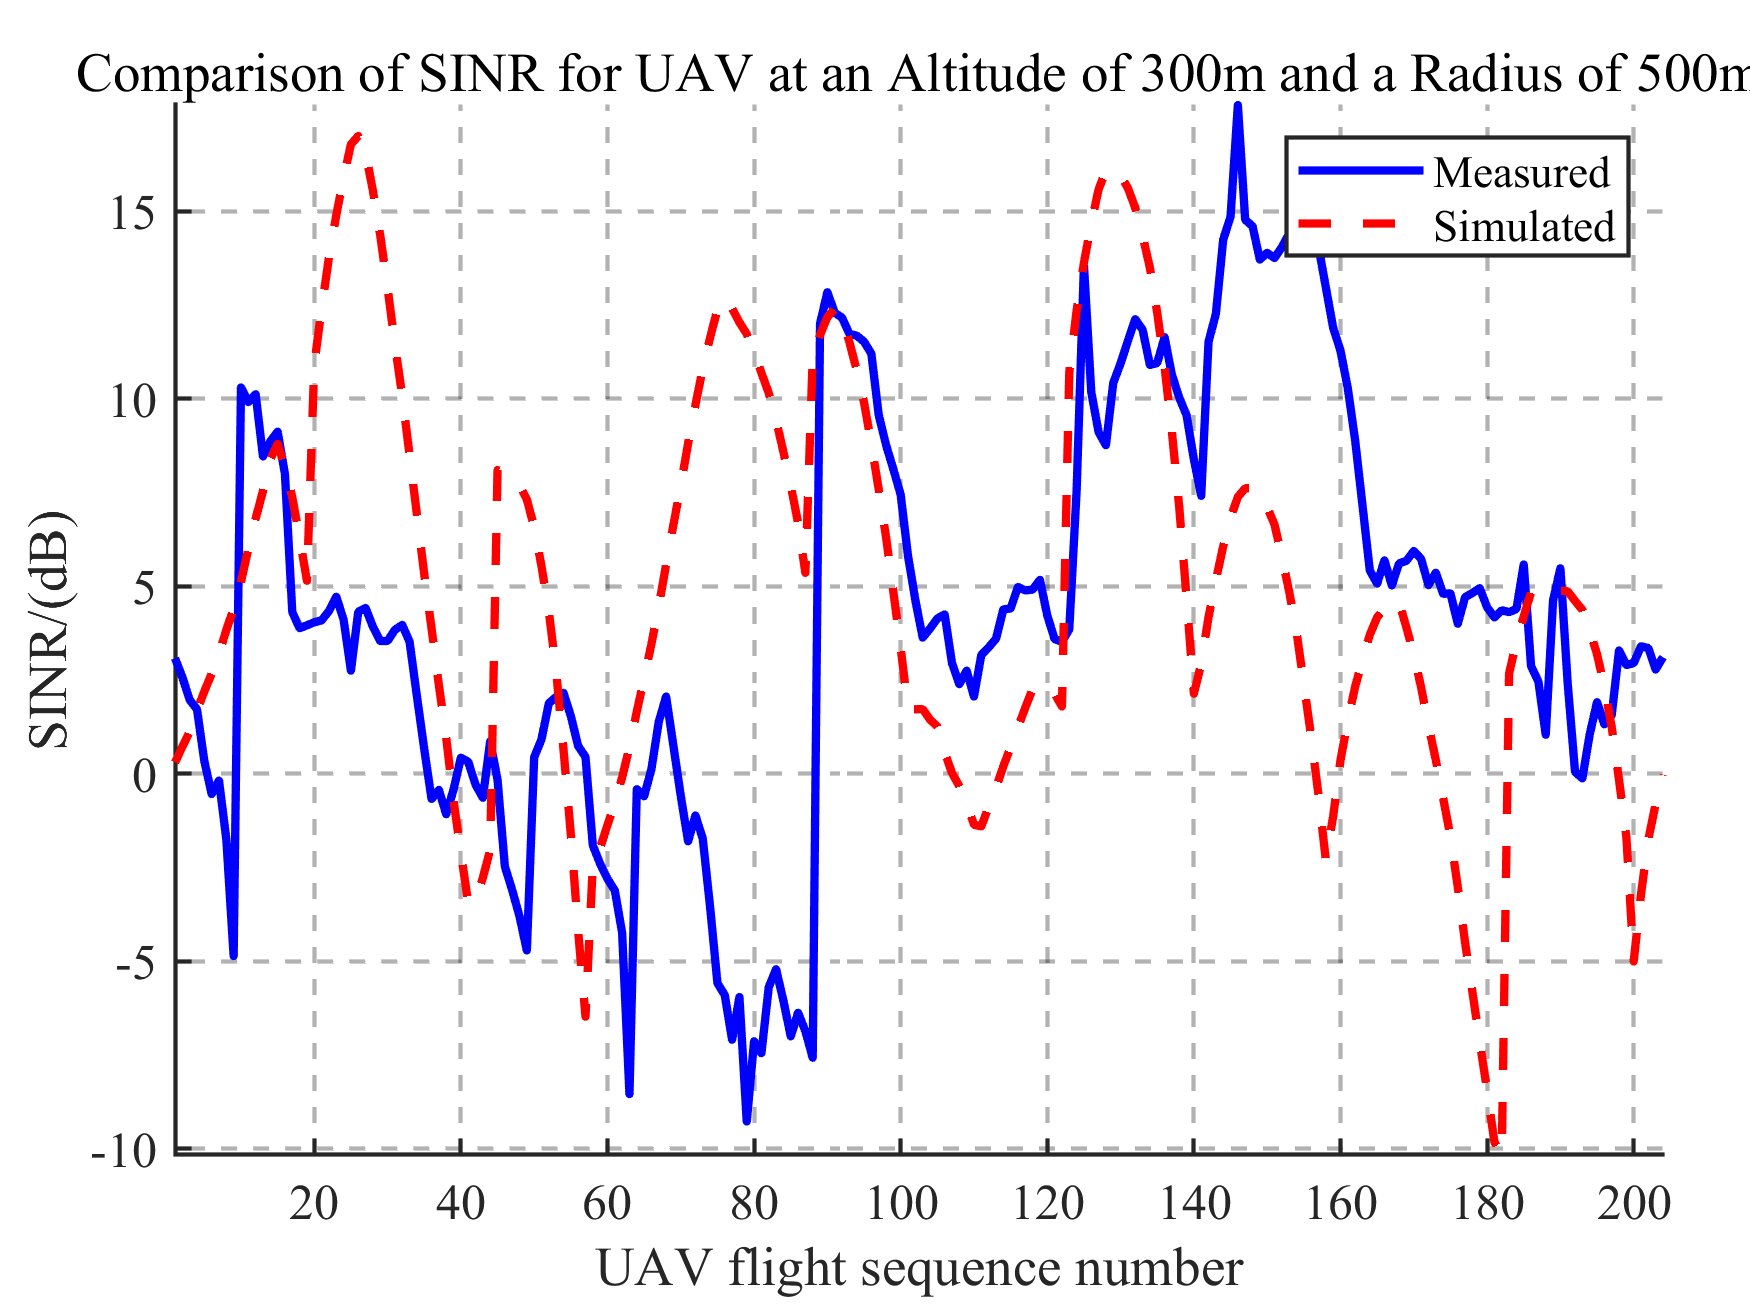 Comparison of SINR for UAV at an Altitude of 300m and a Radius of 500m
Measured
Simulated
SINR/(dB)
15
10
5
0
-5
-10
20 40 60 80 100 120 140 160 180 200
UAV flight sequence number